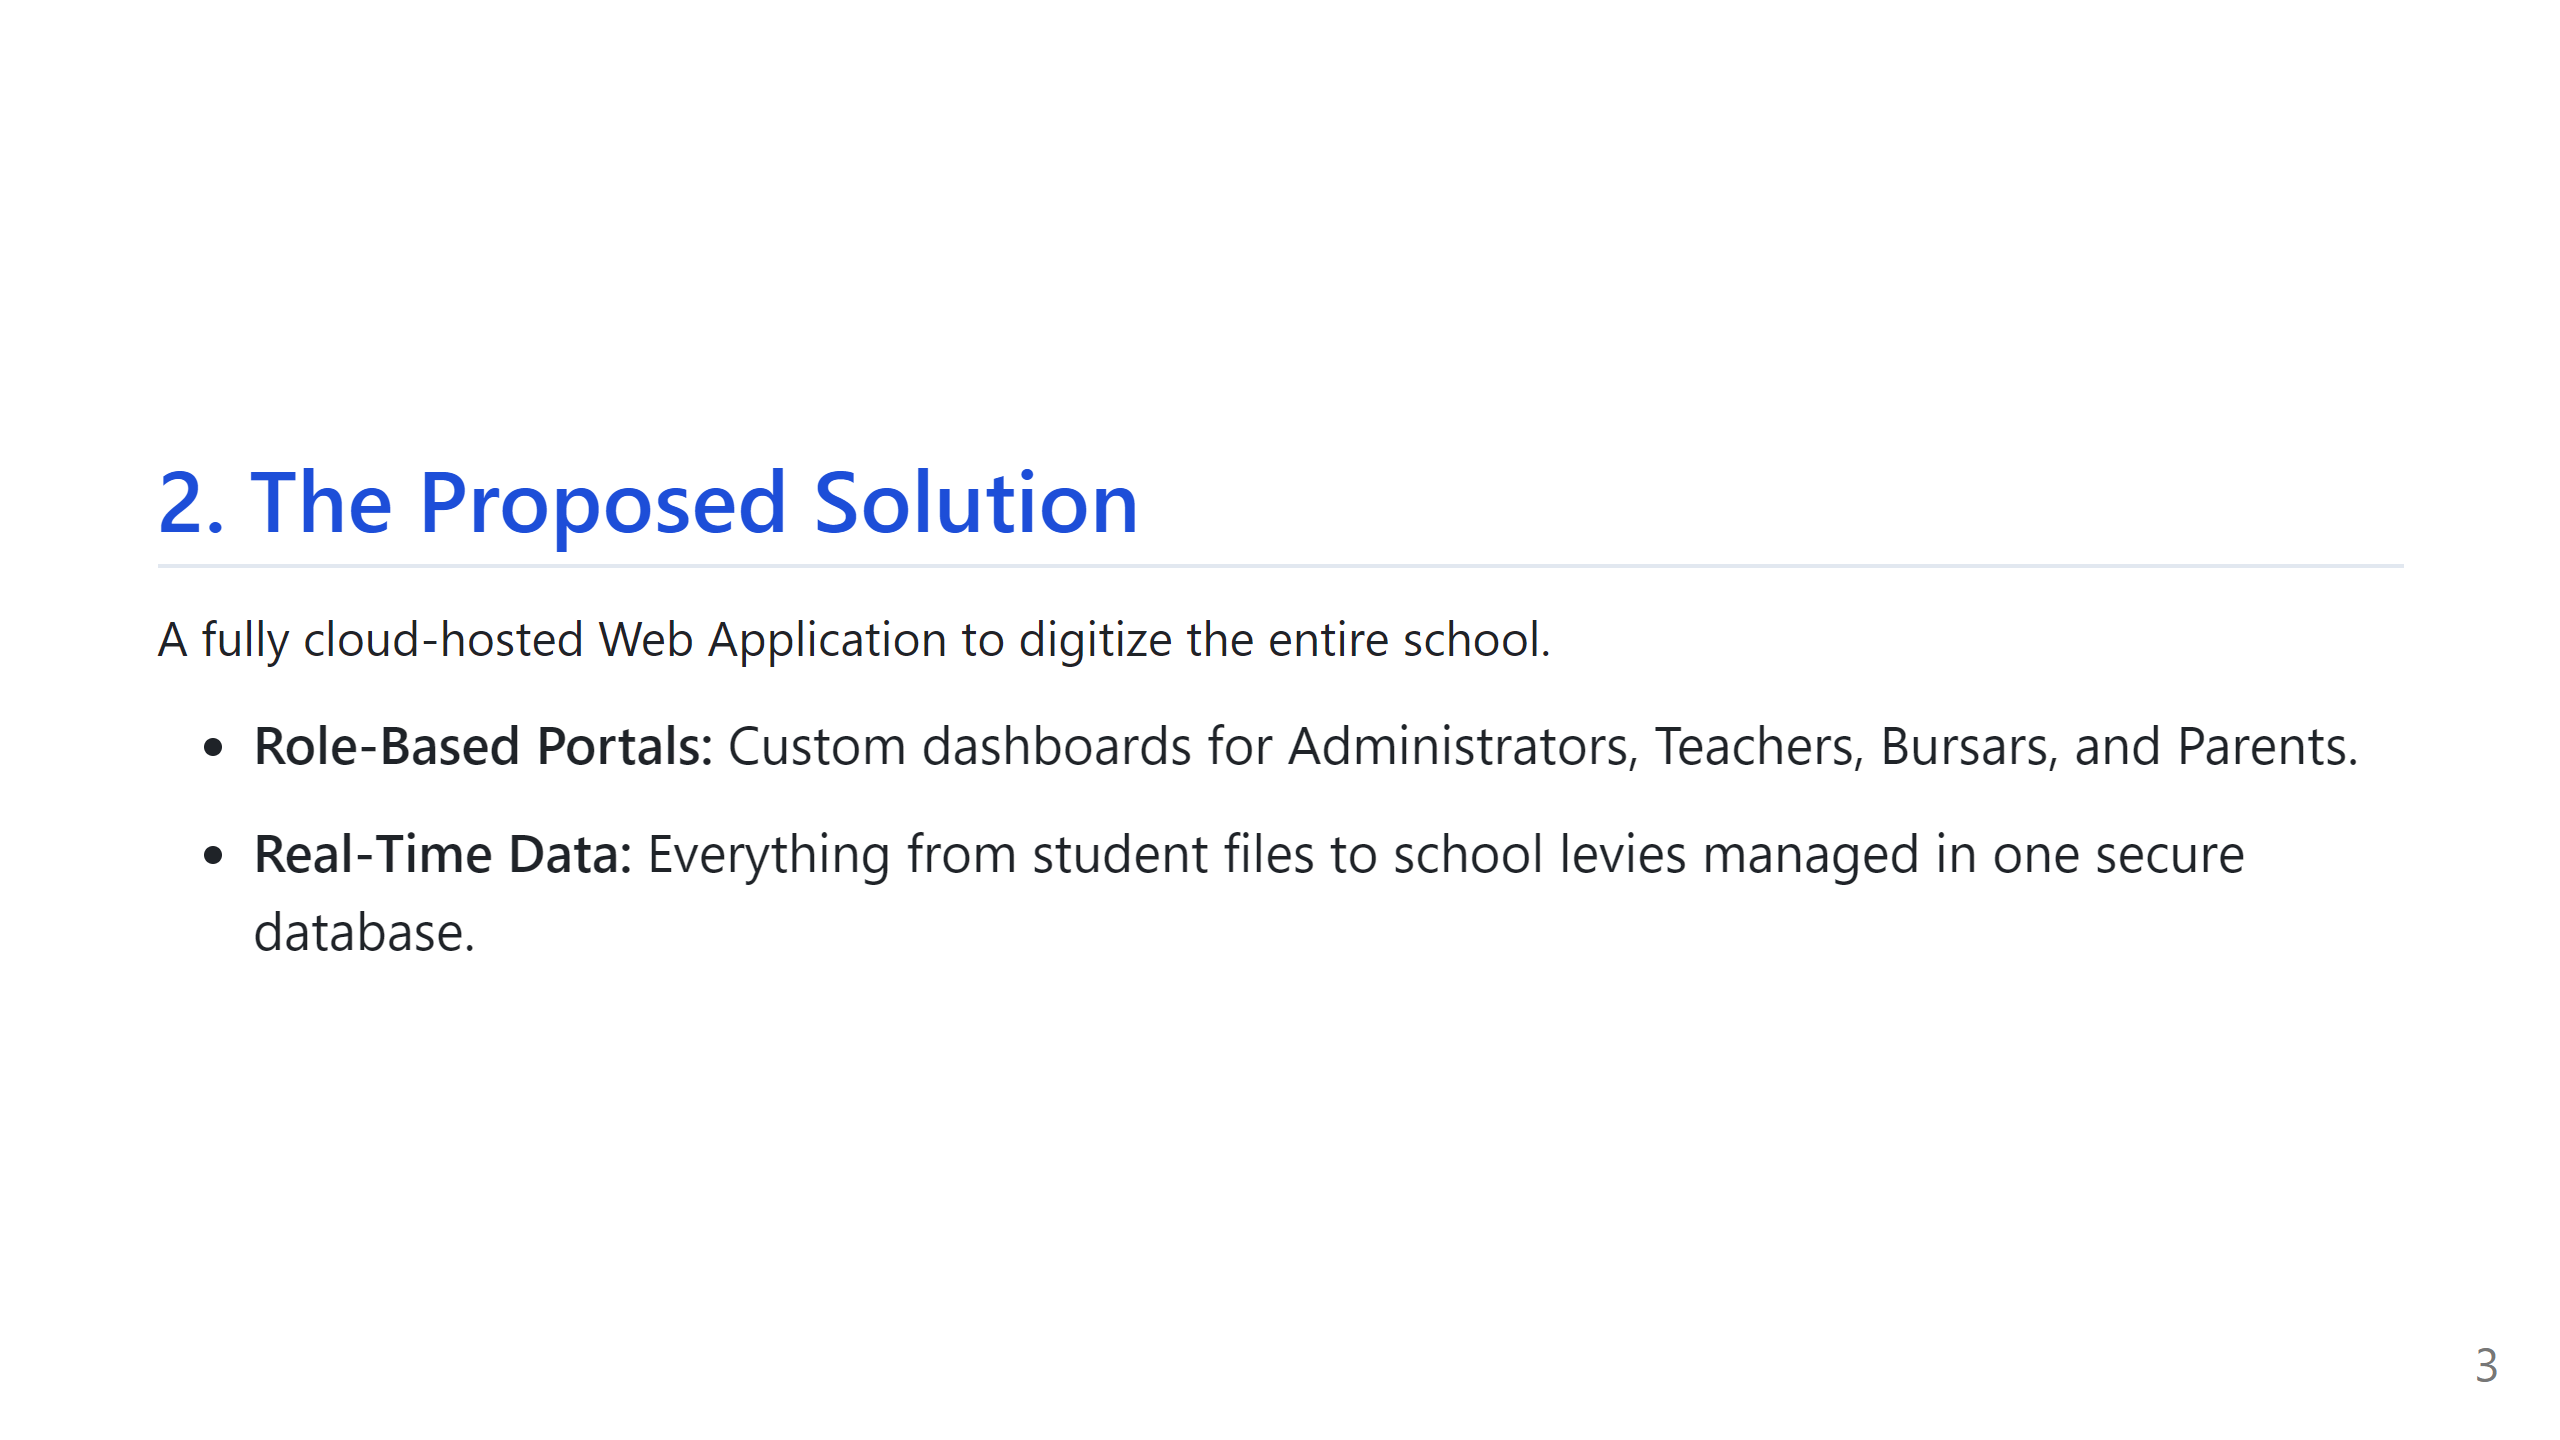 2. The Proposed Solution
A fully cloud-hosted Web Application to digitize the entire school.
• Role-Based Portals: Custom dashboards for Administrators, Teachers, Bursars, and Parents.
• Real-Time Data: Everything from student files to school levies managed in one secure
database.
3